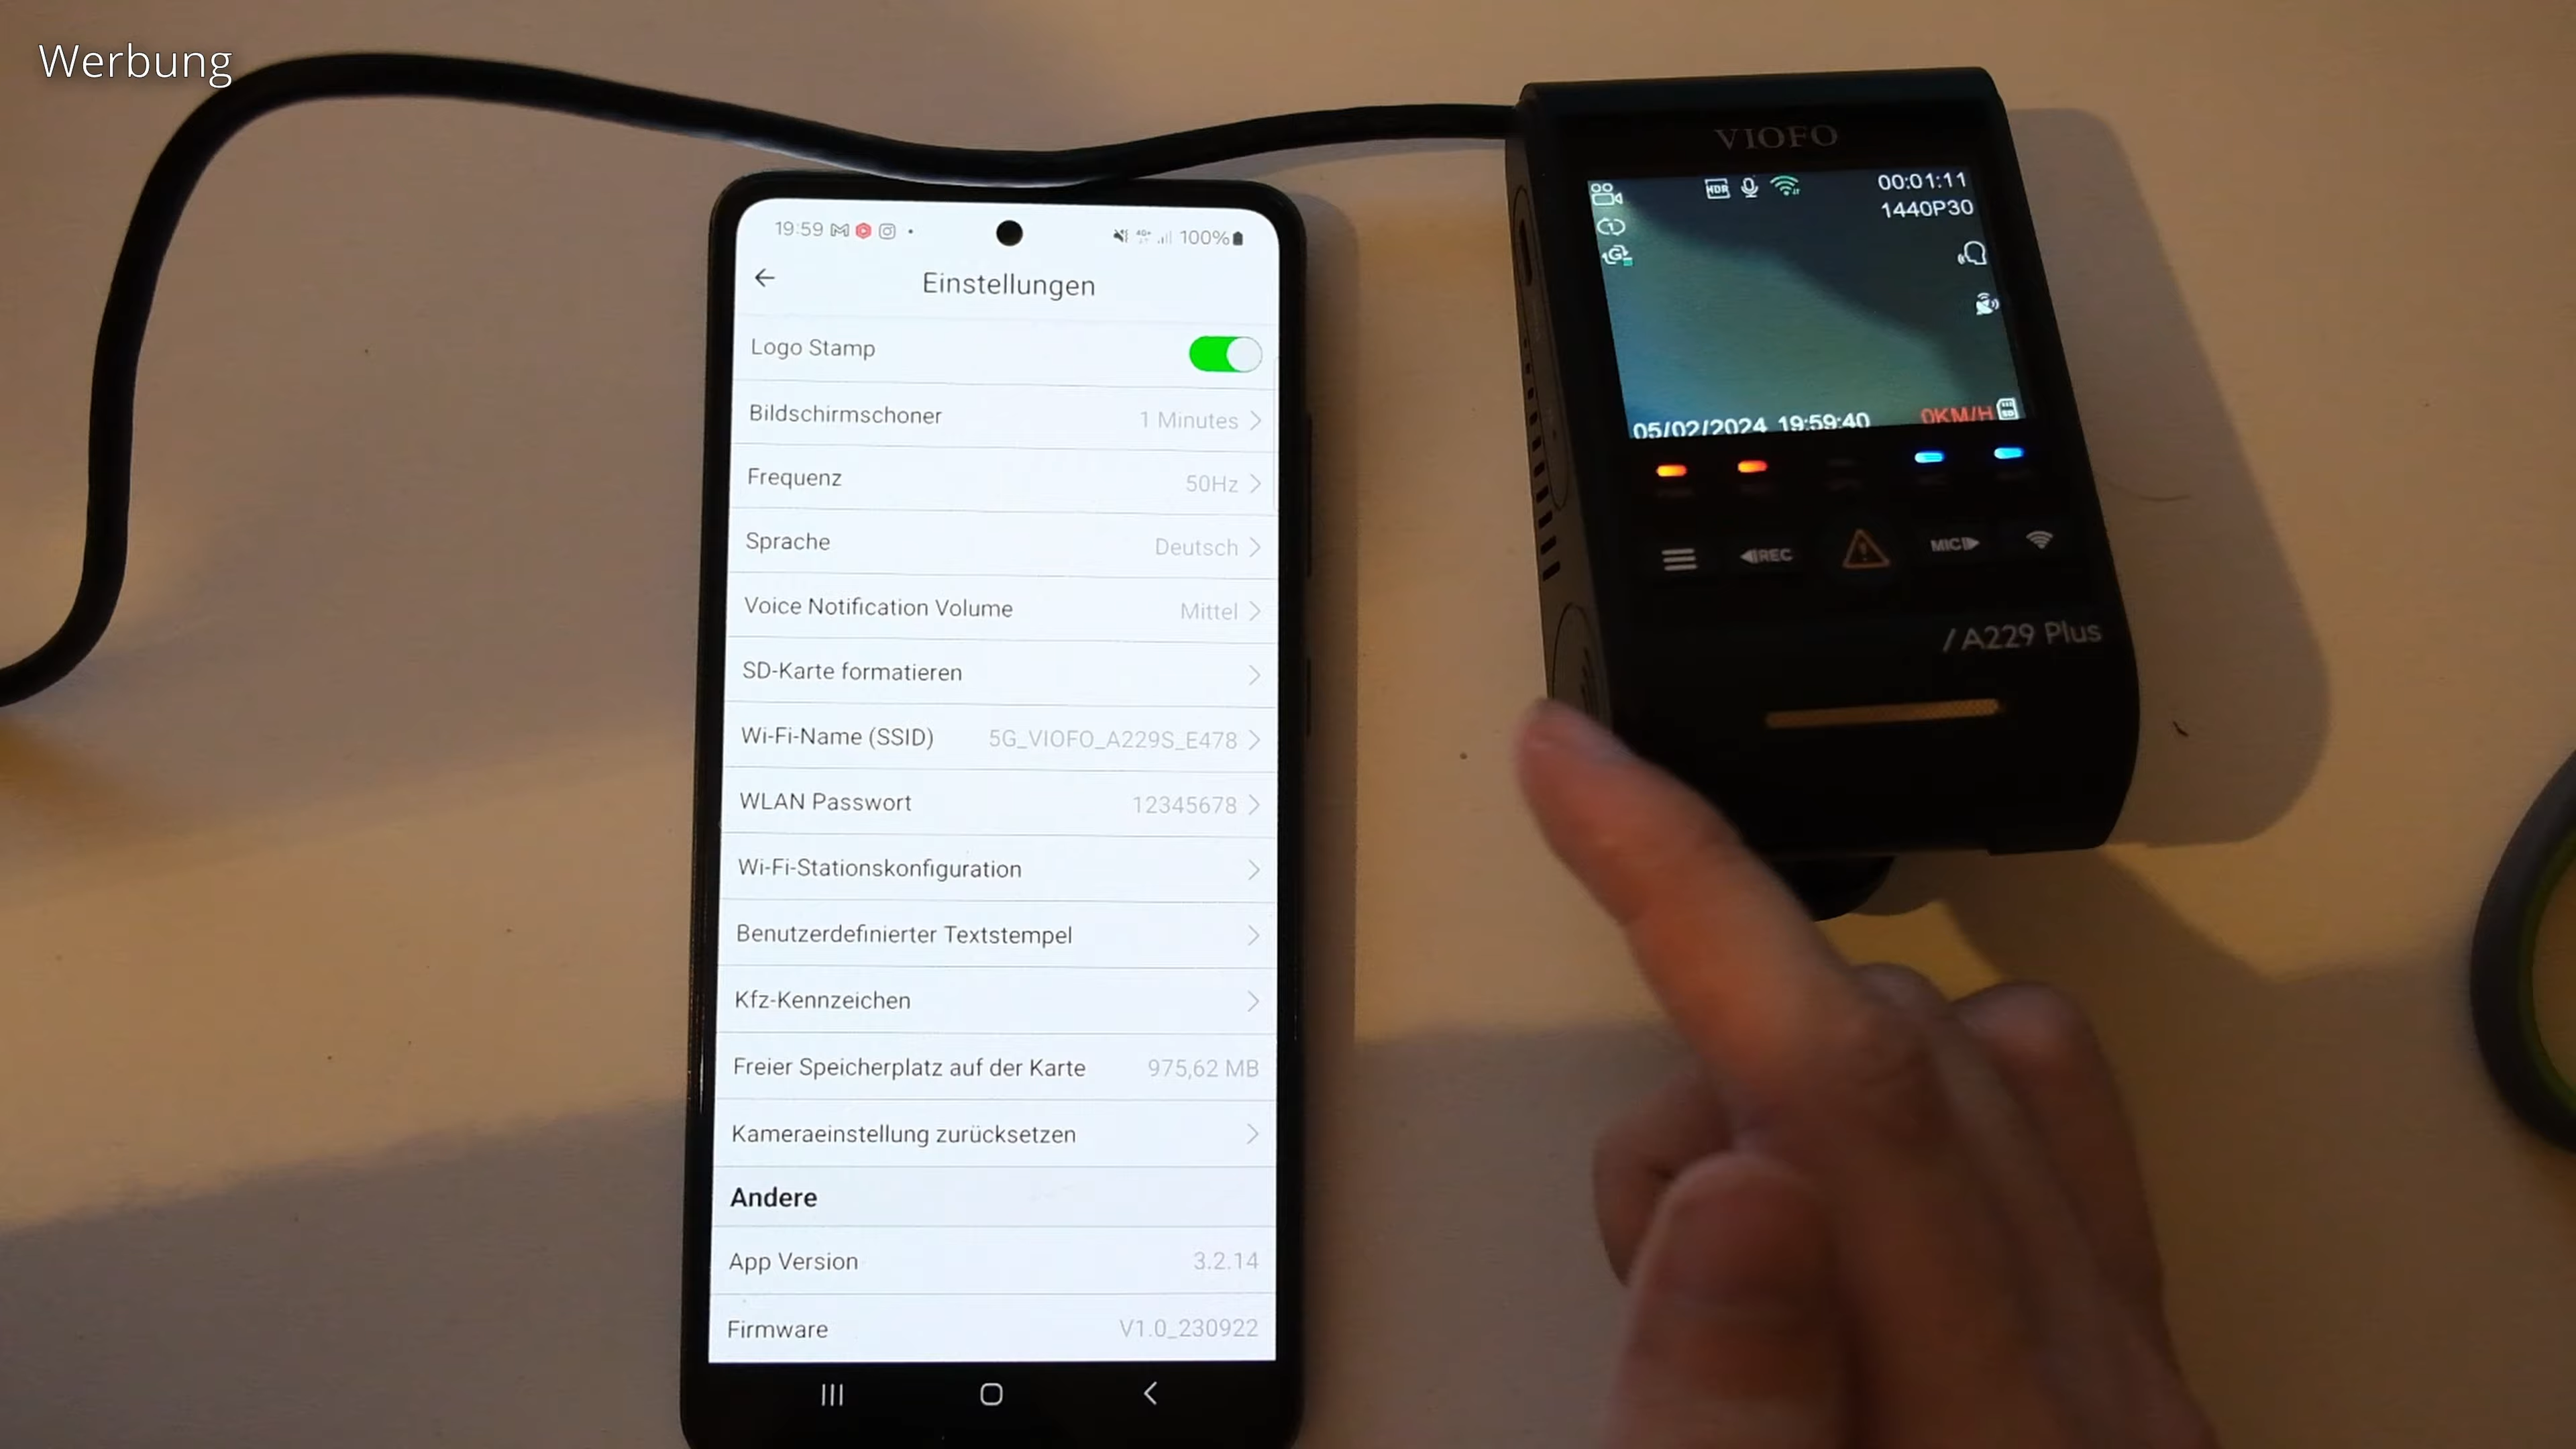 Werbung
19:59
100%
Einstellungen
Logo Stamp
Bildschirmschoner 1 Minutes
Frequenz 50Hz
Sprache Deutsch
Voice Notification Volume Mittel
SD-Karte formatieren
Wi-Fi-Name (SSID) 5G_VIOFO_A229S_E478
WLAN Passwort 12345678
Wi-Fi-Stationskonfiguration
Benutzerdefinierter Textstempel
Kfz-Kennzeichen
Freier Speicherplatz auf der Karte 975,62 MB
Kameraeinstellung zurücksetzen
Andere
App Version 3.2.14
Firmware V1.0_230922
VIOFO
HDR 00:01:11
1440P30
05/02/2024 19:59:40 0KM/H
REC MIC
/ A229 Plus